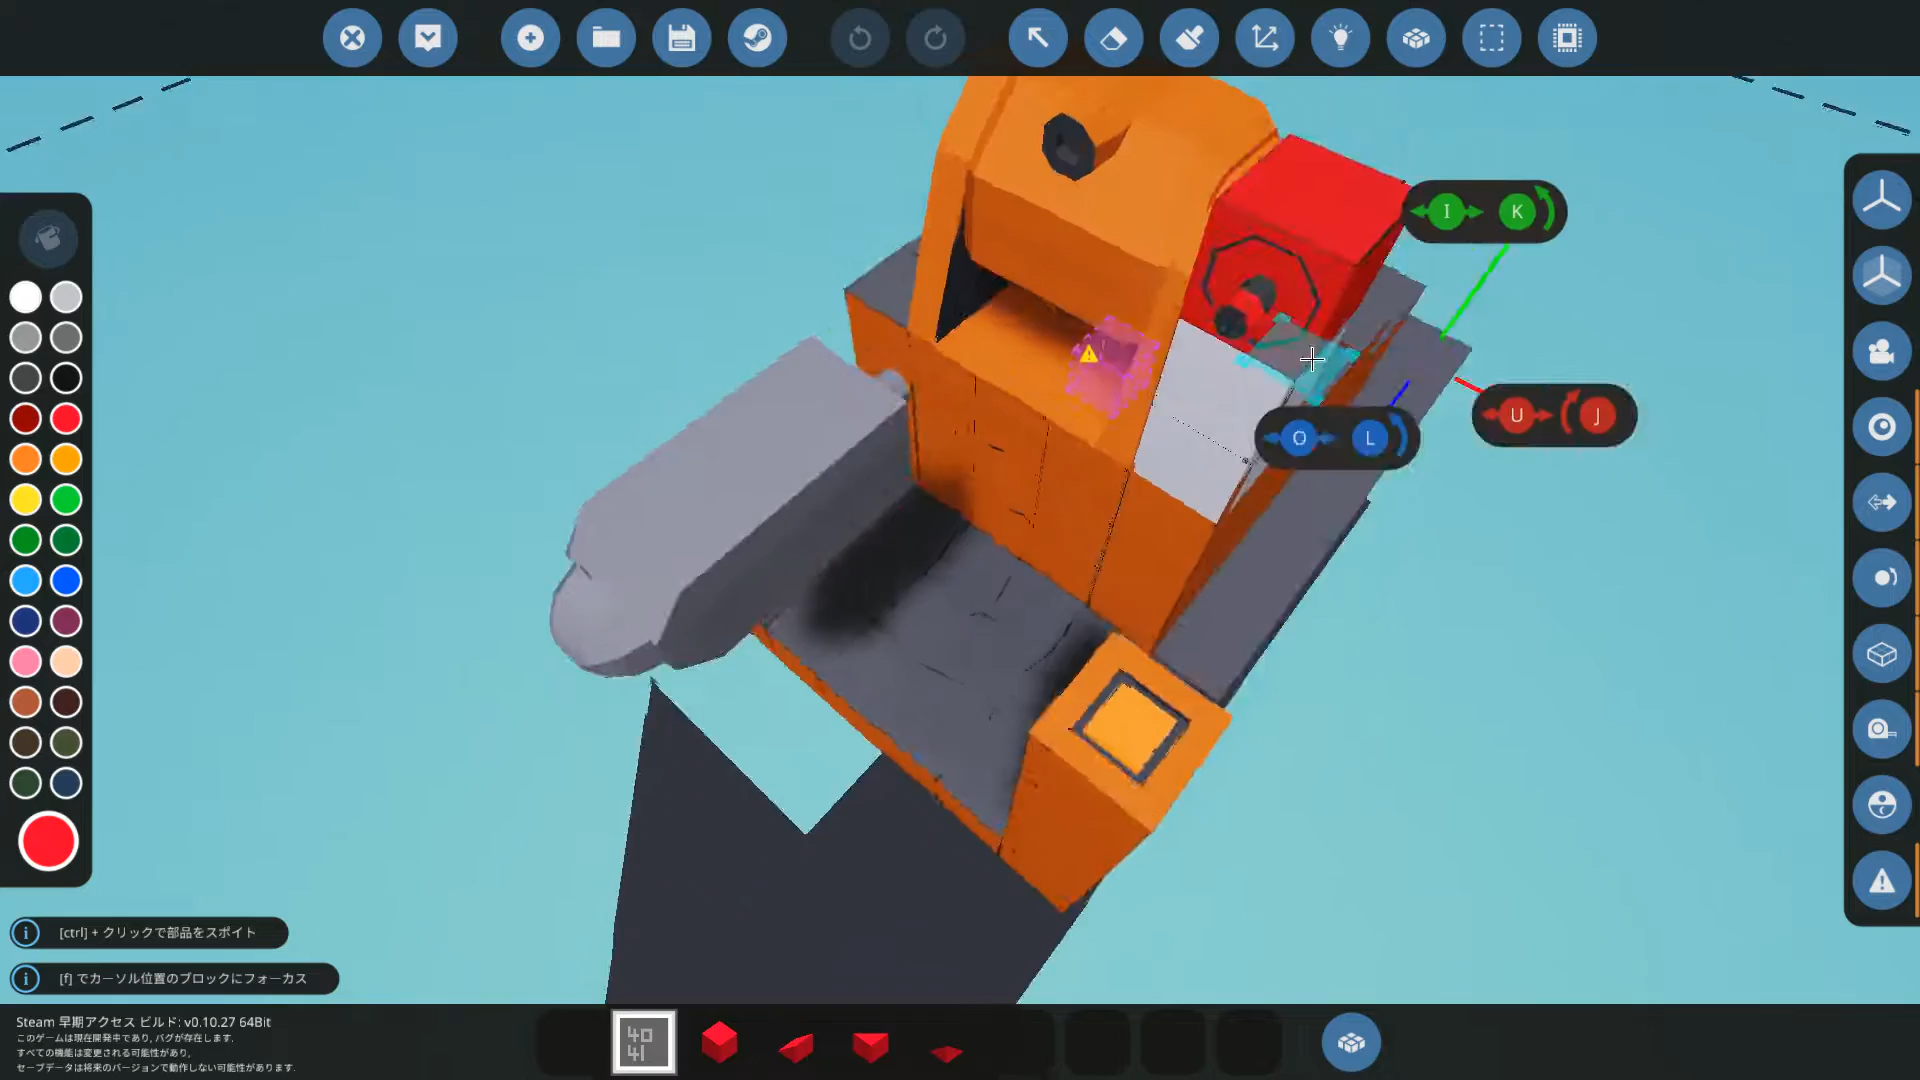 I K
U J
O L
[ctrl] + クリックで部品をスポイト
[f] でカーソル位置のブロックにフォーカス
Steam 早期アクセス ビルド: v0.10.27 64Bit
このゲームは現在開発中であり, バグが存在します.
すべての機能は変更される可能性があり,
セーブデータは将来のバージョンで動作しない可能性があります.
40
41